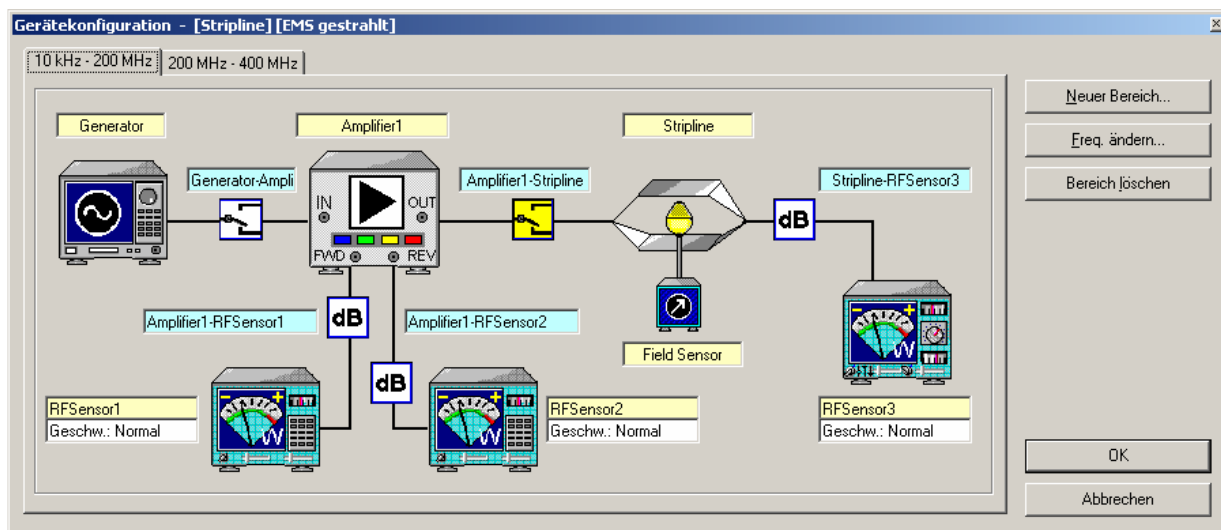 Gerätekonfiguration - [Stripline] [EMS gestrahlt]
10 kHz - 200 MHz
200 MHz - 400 MHz
Neuer Bereich...
Freq. ändern...
Bereich löschen
Generator
Amplifier1
Stripline
Generator-Ampli
Amplifier1-Stripline
Stripline-RFSensor3
IN
OUT
dB
FWD
REV
Amplifier1-RFSensor1
dB
Amplifier1-RFSensor2
Field Sensor
dB
RFSensor1
Geschw.: Normal
RFSensor2
Geschw.: Normal
RFSensor3
Geschw.: Normal
OK
Abbrechen